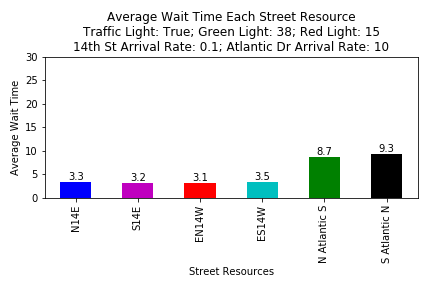 Average Wait Time Each Street Resource
Traffic Light: True; Green Light: 38; Red Light: 15
14th St Arrival Rate: 0.1; Atlantic Dr Arrival Rate: 10
Average Wait Time
30
25
20
15
10
5
0
3.3
3.2
3.1
3.5
8.7
9.3
N14E
S14E
EN14W
ES14W
N Atlantic S
S Atlantic N
Street Resources